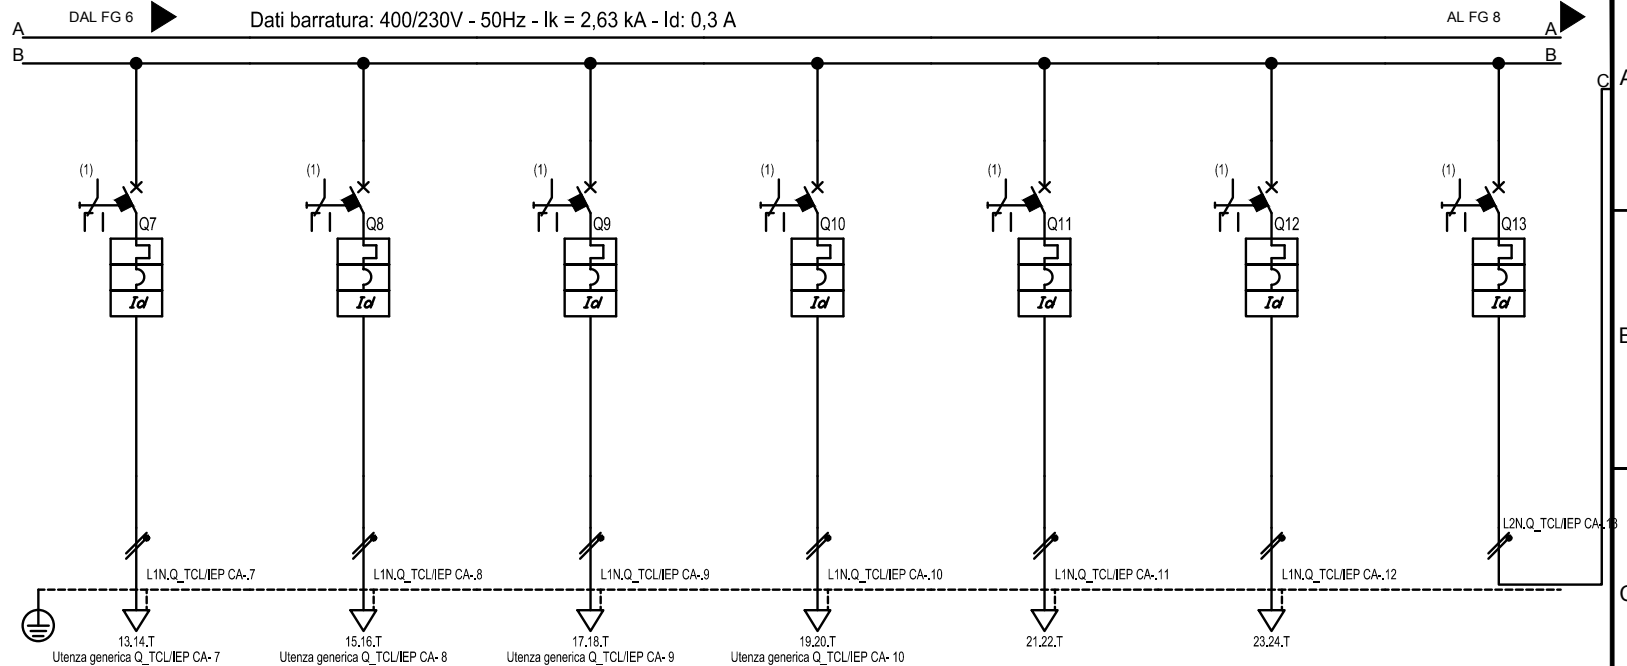 DAL FG 6
Dati barratura: 400/230V - 50Hz - Ik = 2,63 kA - Id: 0,3 A
AL FG 8
A
A
B
B
C
A
(1)
(1)
(1)
(1)
(1)
(1)
(1)
Q7
Q8
Q9
Q10
Q11
Q12
Q13
Id
Id
Id
Id
Id
Id
Id
B
L2N.Q_TCL/IEP CA-.13
L1N.Q_TCL/IEP CA-.7
L1N.Q_TCL/IEP CA-.8
L1N.Q_TCL/IEP CA-.9
L1N.Q_TCL/IEP CA-.10
L1N.Q_TCL/IEP CA-.11
L1N.Q_TCL/IEP CA-.12
C
13.14.T
15.16.T
17.18.T
19.20.T
21.22.T
23.24.T
Utenza generica Q_TCL/IEP CA- 7
Utenza generica Q_TCL/IEP CA- 8
Utenza generica Q_TCL/IEP CA- 9
Utenza generica Q_TCL/IEP CA- 10